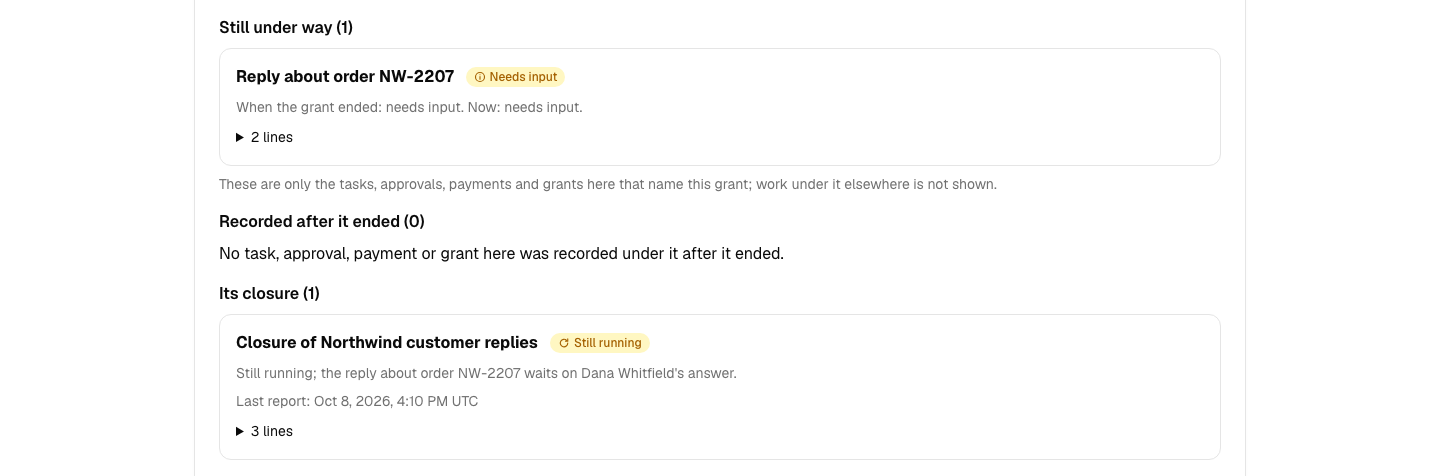 Still under way (1)
Reply about order NW-2207 Needs input
When the grant ended: needs input. Now: needs input.
2 lines
These are only the tasks, approvals, payments and grants here that name this grant; work under it elsewhere is not shown.
Recorded after it ended (0)
No task, approval, payment or grant here was recorded under it after it ended.
Its closure (1)
Closure of Northwind customer replies Still running
Still running; the reply about order NW-2207 waits on Dana Whitfield's answer.
Last report: Oct 8, 2026, 4:10 PM UTC
3 lines